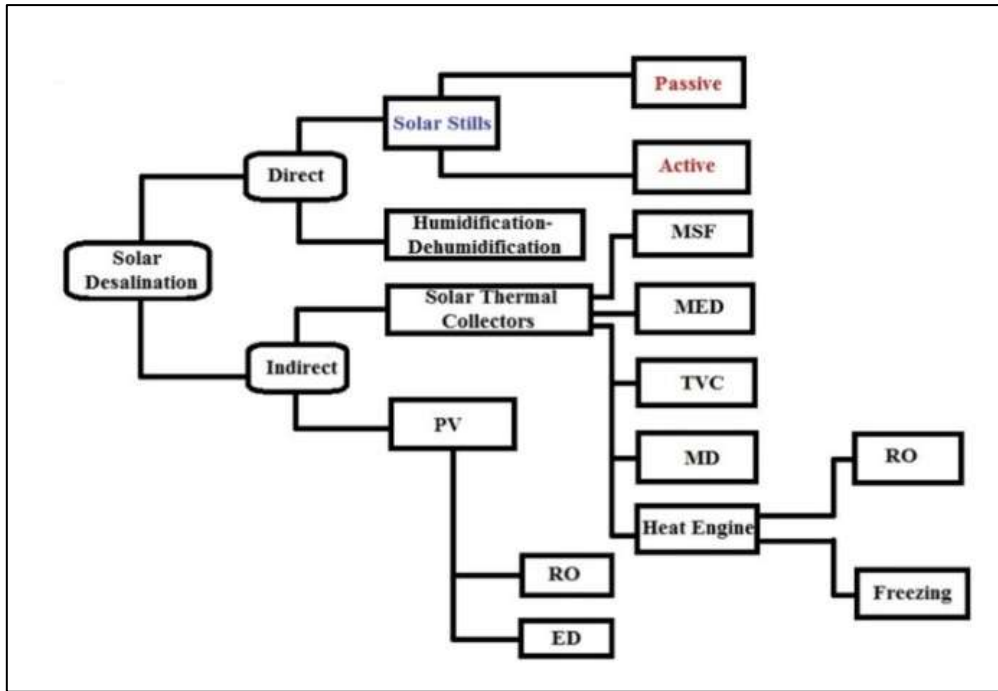 Passive
Solar Stills
Active
Direct
Humidification-
Dehumidification
MSF
Solar
Desalination
Solar Thermal
Collectors
MED
Indirect
TVC
PV
MD
RO
Heat Engine
RO
Freezing
ED